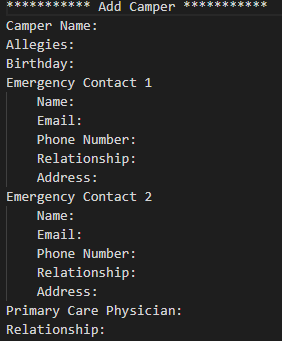 *********** Add Camper ***********
Camper Name:
Allegies:
Birthday:
Emergency Contact 1
    Name:
    Email:
    Phone Number:
    Relationship:
    Address:
Emergency Contact 2
    Name:
    Email:
    Phone Number:
    Relationship:
    Address:
Primary Care Physician:
Relationship: